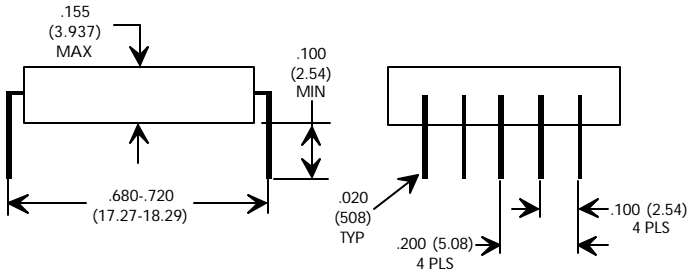 .155
(3.937)
MAX
.100
(2.54)
MIN
.680-.720
(17.27-18.29)
.020
(508)
TYP
.100 (2.54)
4 PLS
.200 (5.08)
4 PLS